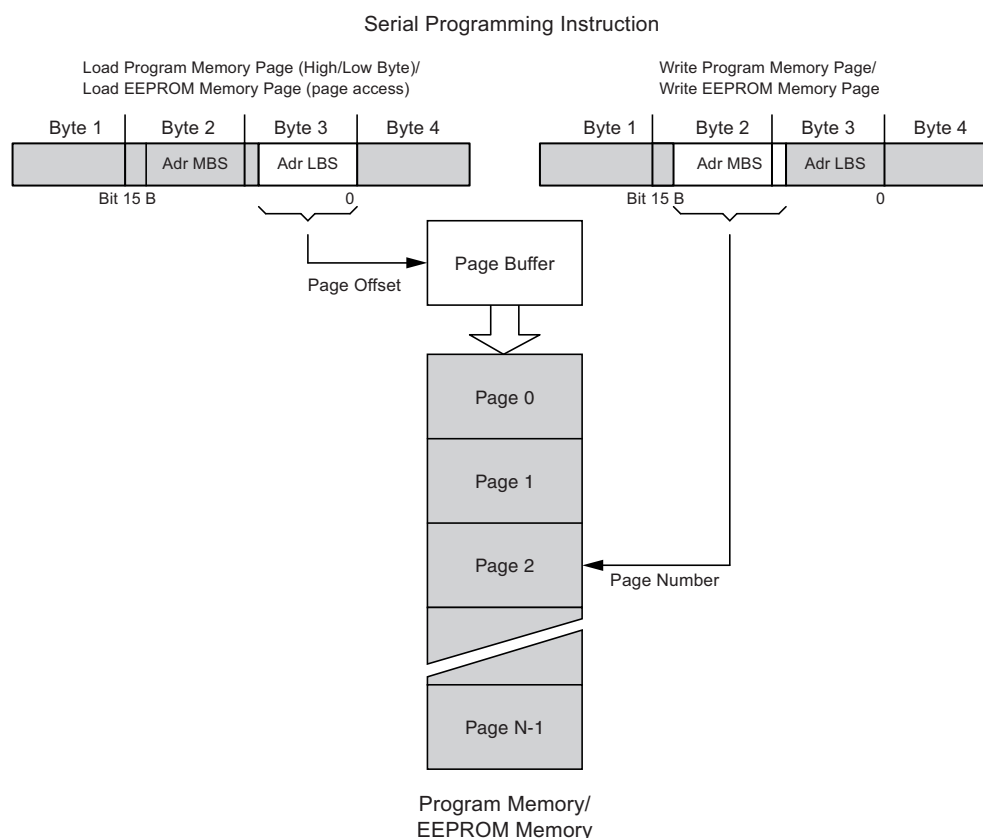 Serial Programming Instruction
Load Program Memory Page (High/Low Byte)/
Load EEPROM Memory Page (page access)
Byte 1 Byte 2 Byte 3 Byte 4
Adr MBS Adr LBS
Bit 15 B 0
Write Program Memory Page/
Write EEPROM Memory Page
Byte 1 Byte 2 Byte 3 Byte 4
Adr MBS Adr LBS
Bit 15 B 0
Page Offset
Page Buffer
Page 0
Page 1
Page 2
Page Number
Page N-1
Program Memory/
EEPROM Memory